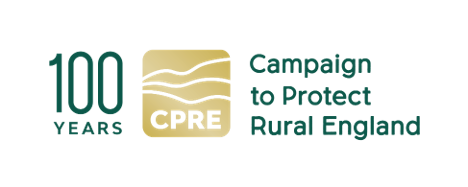 100
YEARS
CPRE
Campaign
to Protect
Rural England